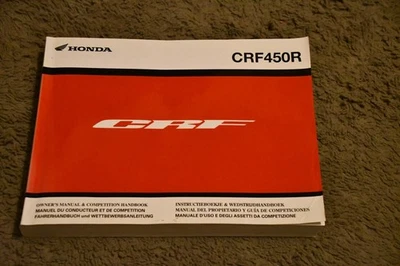 HONDA
CRF450R
CRF
OWNER'S MANUAL & COMPETITION HANDBOOK
MANUEL DU CONDUCTEUR ET DE COMPETITION
FAHRERHANDBUCH und WETTBEWERBSANLEITUNG
INSTRUCTIEBOEKJE & WEDSTRIJDHANDBOEK
MANUAL DEL PROPIETARIO Y GUÍA DE COMPETICIONES
MANUALE D'USO E DEGLI ASSETTI DA COMPETIZIONE